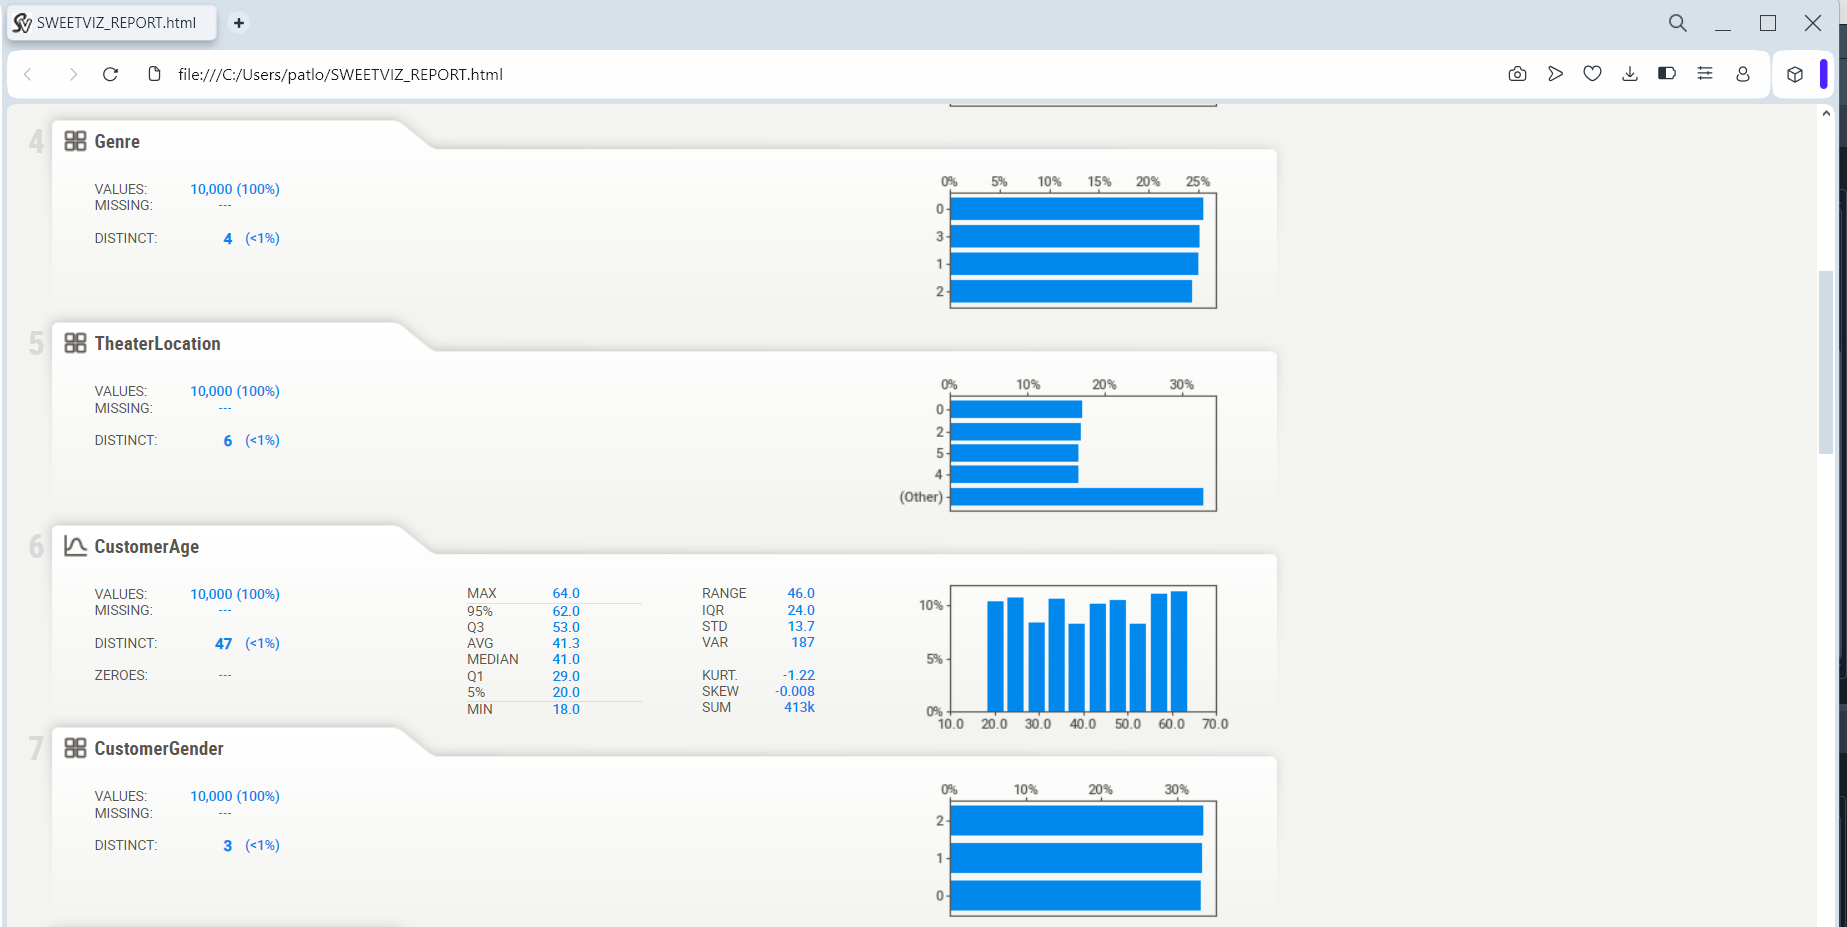 SWEETVIZ_REPORT.html
file:///C:/Users/patlo/SWEETVIZ_REPORT.html
4 Genre
VALUES: 10,000 (100%)
MISSING: ---
DISTINCT: 4 (<1%)
0% 5% 10% 15% 20% 25%
0
3
1
2
5 TheaterLocation
VALUES: 10,000 (100%)
MISSING: ---
DISTINCT: 6 (<1%)
0% 10% 20% 30%
0
2
5
4
(Other)
6 CustomerAge
VALUES: 10,000 (100%)
MISSING: ---
DISTINCT: 47 (<1%)
ZEROES: ---
MAX 64.0
95% 62.0
Q3 53.0
AVG 41.3
MEDIAN 41.0
Q1 29.0
5% 20.0
MIN 18.0
RANGE 46.0
IQR 24.0
STD 13.7
VAR 187
KURT. -1.22
SKEW -0.008
SUM 413k
10%
5%
0%
10.0 20.0 30.0 40.0 50.0 60.0 70.0
7 CustomerGender
VALUES: 10,000 (100%)
MISSING: ---
DISTINCT: 3 (<1%)
0% 10% 20% 30%
2
1
0